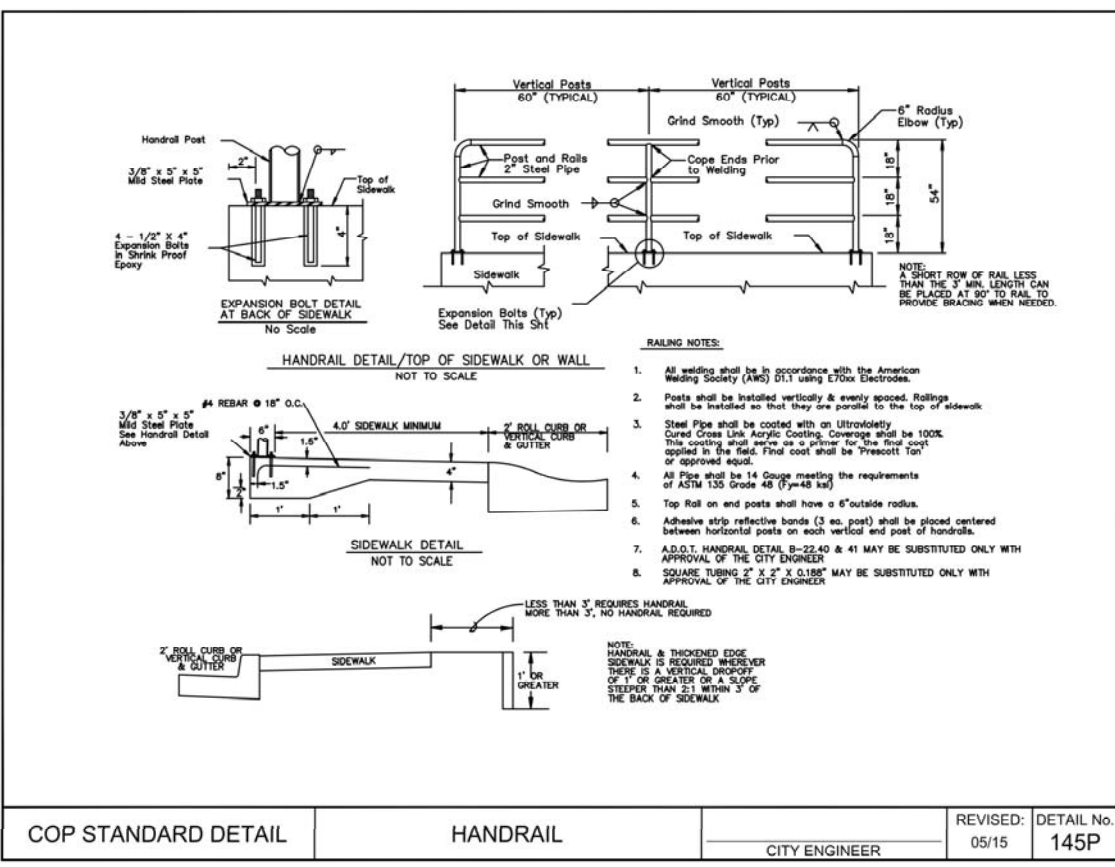 Vertical Posts
60" (TYPICAL)
Vertical Posts
60" (TYPICAL)
Grind Smooth (Typ)
6" Radius
Elbow (Typ)
Handrail Post
2"
3/8" x 5" x 5"
Mild Steel Plate
Top of
Sidewalk
4"
4 - 1/2" X 4"
Expansion Bolts
in Shrink Proof
Epoxy
EXPANSION BOLT DETAIL
AT BACK OF SIDEWALK
No Scale
Post and Rails
2" Steel Pipe
Cope Ends Prior
to Welding
Grind Smooth
18"
18"
18"
54"
Top of Sidewalk
Top of Sidewalk
Sidewalk
Expansion Bolts (Typ)
See Detail This Sht
NOTE:
A SHORT ROW OF RAIL LESS
THAN THE 3' MIN. LENGTH CAN
BE PLACED AT 90° TO RAIL TO
PROVIDE BRACING WHEN NEEDED.
HANDRAIL DETAIL/TOP OF SIDEWALK OR WALL
NOT TO SCALE
#4 REBAR @ 18" O.C.
3/8" x 5" x 5"
Mild Steel Plate
See Handrail Detail
Above
6"
4.0' SIDEWALK MINIMUM
2' ROLL CURB OR
VERTICAL CURB
& GUTTER
1.5"
4"
8"
2"
1.5"
1'
1'
SIDEWALK DETAIL
NOT TO SCALE
RAILING NOTES:
1. All welding shall be in accordance with the American
Welding Society (AWS) D1.1 using E70xx Electrodes.
2. Posts shall be installed vertically & evenly spaced. Railings
shall be installed so that they are parallel to the top of sidewalk
3. Steel Pipe shall be coated with an Ultravioletly
Cured Cross Link Acrylic Coating. Coverage shall be 100%.
This coating shall serve as a primer for the final coat
applied in the field. Final coat shall be "Prescott Tan"
or approved equal.
4. All Pipe shall be 14 Gauge meeting the requirements
of ASTM 135 Grade 48 (Fy=48 ksi)
5. Top Rail on end posts shall have a 6"outside radius.
6. Adhesive strip reflective bands (3 ea. post) shall be placed centered
between horizontal posts on each vertical end post of handrails.
7. A.D.O.T. HANDRAIL DETAIL B-22.40 & 41 MAY BE SUBSTITUTED ONLY WITH
APPROVAL OF THE CITY ENGINEER
8. SQUARE TUBING 2" X 2" X 0.188" MAY BE SUBSTITUTED ONLY WITH
APPROVAL OF THE CITY ENGINEER
LESS THAN 3' REQUIRES HANDRAIL
MORE THAN 3', NO HANDRAIL REQUIRED
2' ROLL CURB OR
VERTICAL CURB
& GUTTER
SIDEWALK
1' OR
GREATER
NOTE:
HANDRAIL & THICKENED EDGE
SIDEWALK IS REQUIRED WHEREVER
THERE IS A VERTICAL DROPOFF
OF 1' OR GREATER OR A SLOPE
STEEPER THAN 2:1 WITHIN 3' OF
THE BACK OF SIDEWALK
COP STANDARD DETAIL
HANDRAIL
CITY ENGINEER
REVISED:
05/15
DETAIL No.
145P